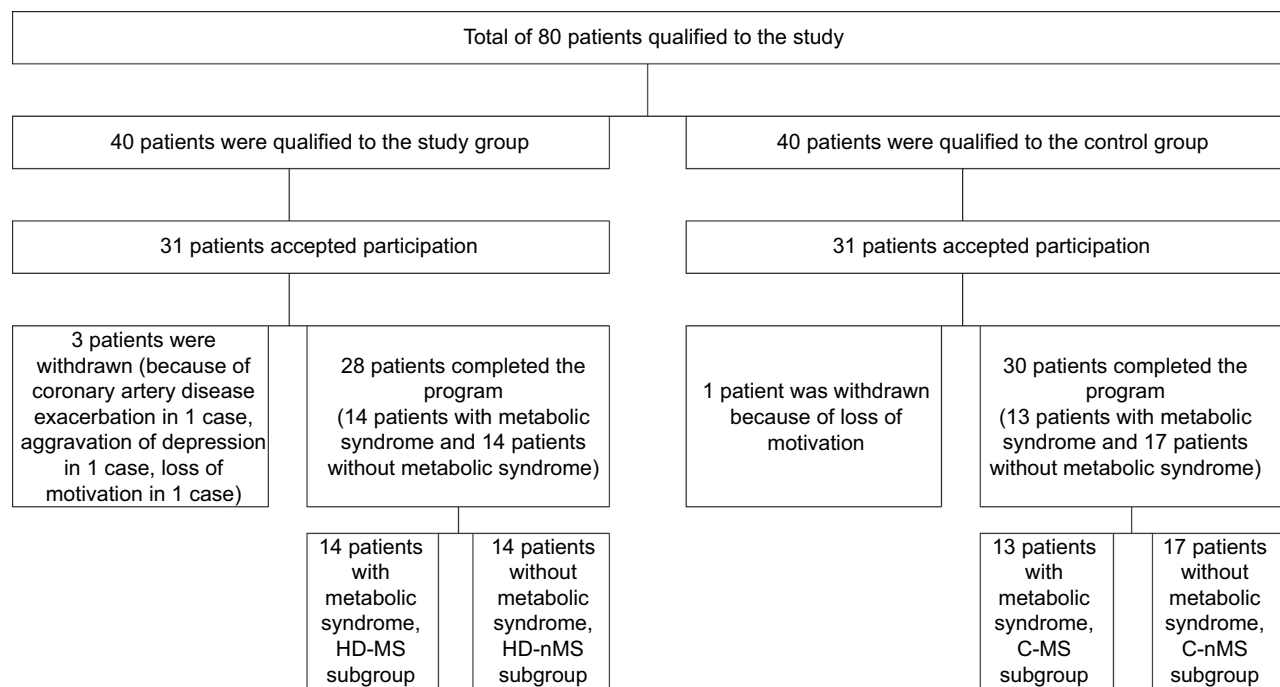 Total of 80 patients qualified to the study
40 patients were qualified to the study group
40 patients were qualified to the control group
31 patients accepted participation
31 patients accepted participation
3 patients were
withdrawn (because of
coronary artery disease
exacerbation in 1 case,
aggravation of depression
in 1 case, loss of
motivation in 1 case)
28 patients completed the
program
(14 patients with metabolic
syndrome and 14 patients
without metabolic syndrome)
1 patient was withdrawn
because of loss of
motivation
30 patients completed the
program
(13 patients with metabolic
syndrome and 17 patients
without metabolic syndrome)
14 patients
with
metabolic
syndrome,
HD-MS
subgroup
14 patients
without
metabolic
syndrome,
HD-nMS
subgroup
13 patients
with
metabolic
syndrome,
C-MS
subgroup
17 patients
without
metabolic
syndrome,
C-nMS
subgroup